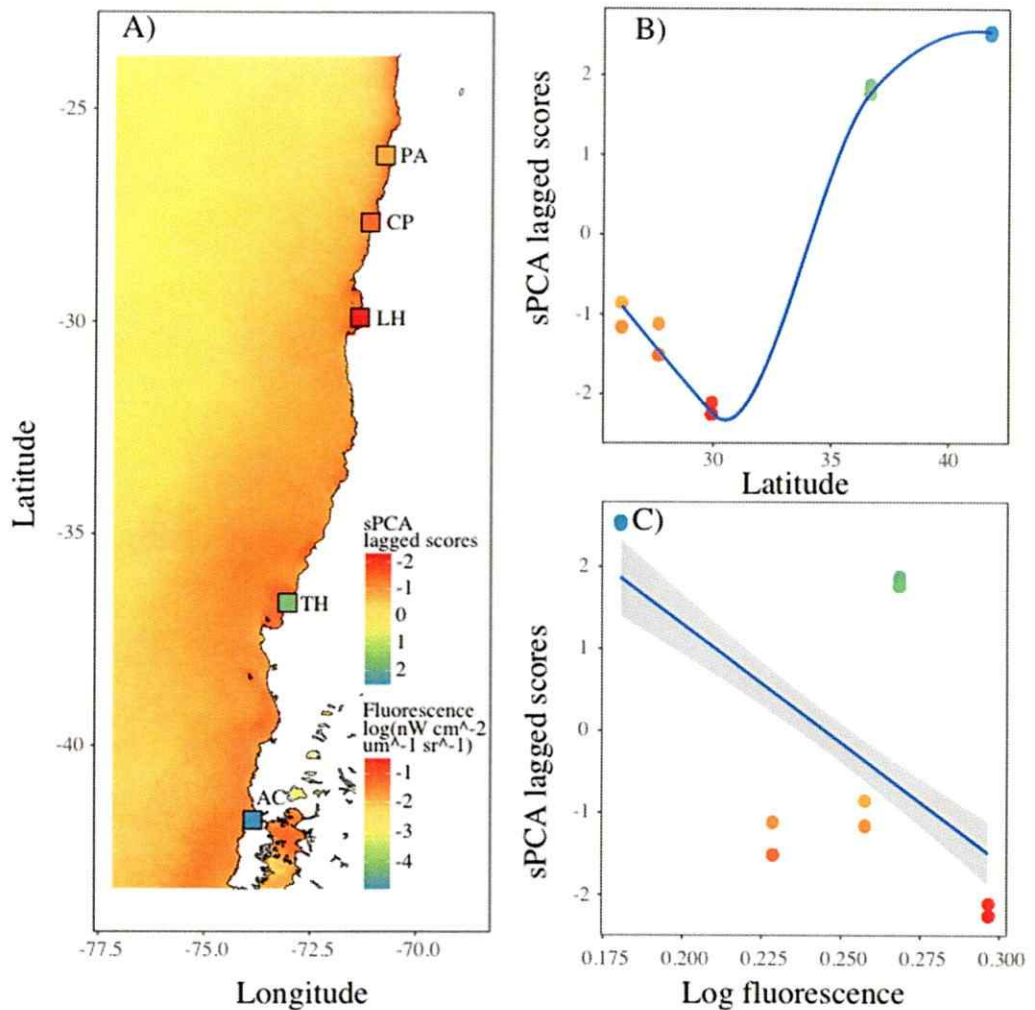 A)
Latitude
-25
-30
-35
-40
PA
CP
LH
TH
AC
sPCA
lagged scores
-2
-1
0
1
2
Fluorescence
log(nW cm^-2
um^-1 sr^-1)
-1
-2
-3
-4
-77.5 -75.0 -72.5 -70.0
Longitude
B)
sPCA lagged scores
2
1
0
-1
-2
30 35 40
Latitude
C)
sPCA lagged scores
2
1
0
-1
-2
0.175 0.200 0.225 0.250 0.275 0.300
Log fluorescence